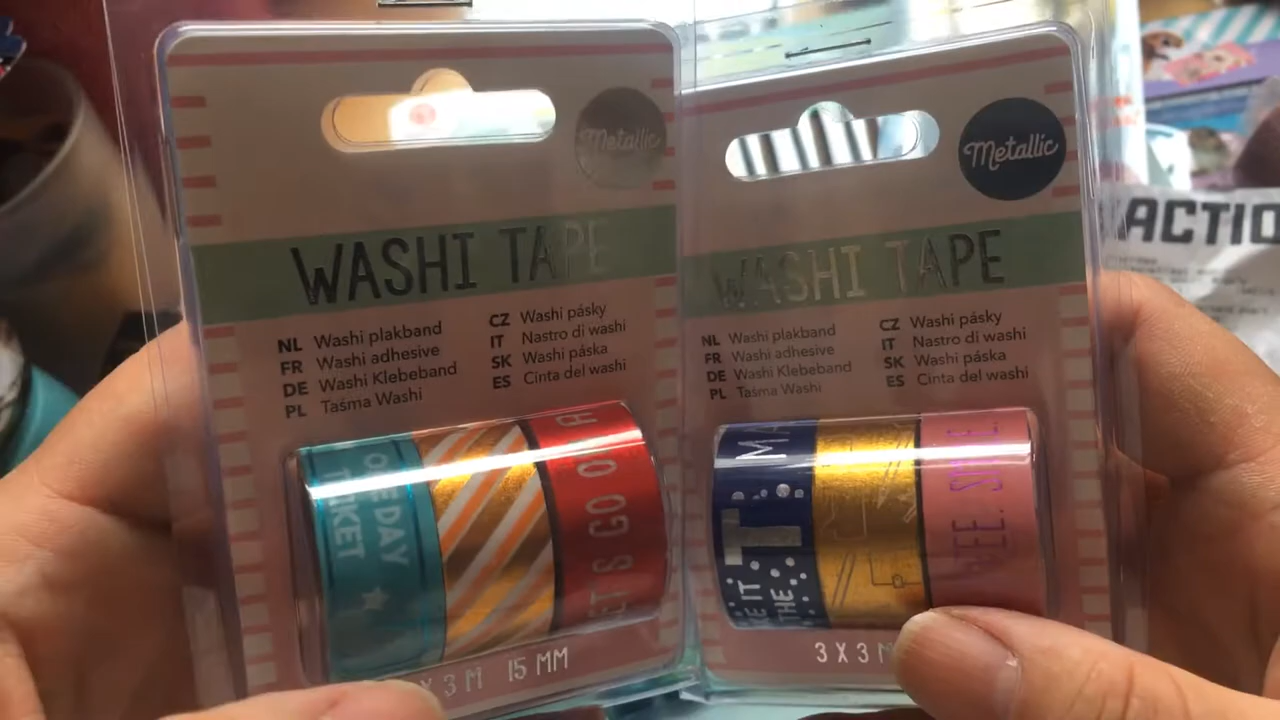 Metallic
WASHI TAPE
NL Washi plakband
FR Washi adhesive
DE Washi Klebeband
PL Taśma Washi
CZ Washi pásky
IT Nastro di washi
SK Washi páska
ES Cinta del washi
ONE DAY
TICKET
GO
X 3 M 15 MM
Metallic
WASHI TAPE
NL Washi plakband
FR Washi adhesive
DE Washi Klebeband
PL Taśma Washi
CZ Washi pásky
IT Nastro di washi
SK Washi páska
ES Cinta del washi
IT
THE
3 X 3 M
ACTIO